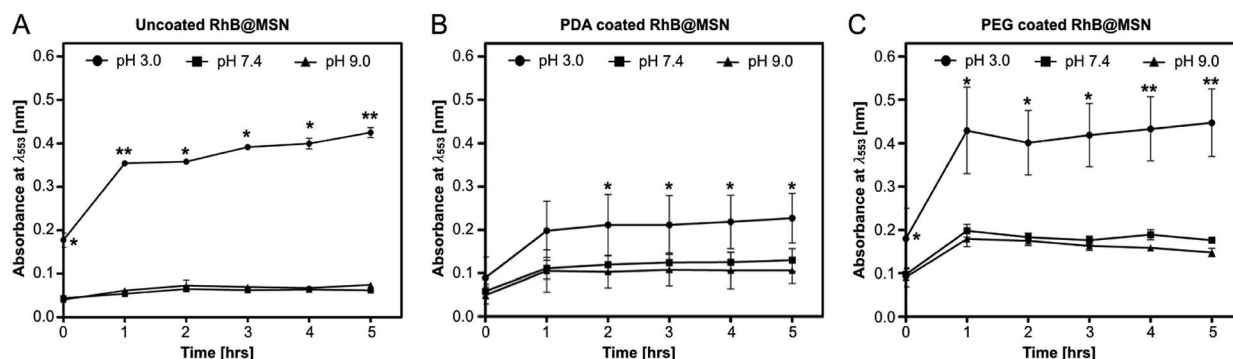 A
Uncoated RhB@MSN
Absorbance at λ553 [nm]
0.6
0.5
0.4
0.3
0.2
0.1
0.0
pH 3.0 pH 7.4 pH 9.0
* ** * * * **
0 1 2 3 4 5
Time [hrs]
B
PDA coated RhB@MSN
Absorbance at λ553 [nm]
0.6
0.5
0.4
0.3
0.2
0.1
0.0
pH 3.0 pH 7.4 pH 9.0
* * * *
0 1 2 3 4 5
Time [hrs]
C
PEG coated RhB@MSN
Absorbance at λ553 [nm]
0.6
0.5
0.4
0.3
0.2
0.1
0.0
pH 3.0 pH 7.4 pH 9.0
* * * * ** **
0 1 2 3 4 5
Time [hrs]